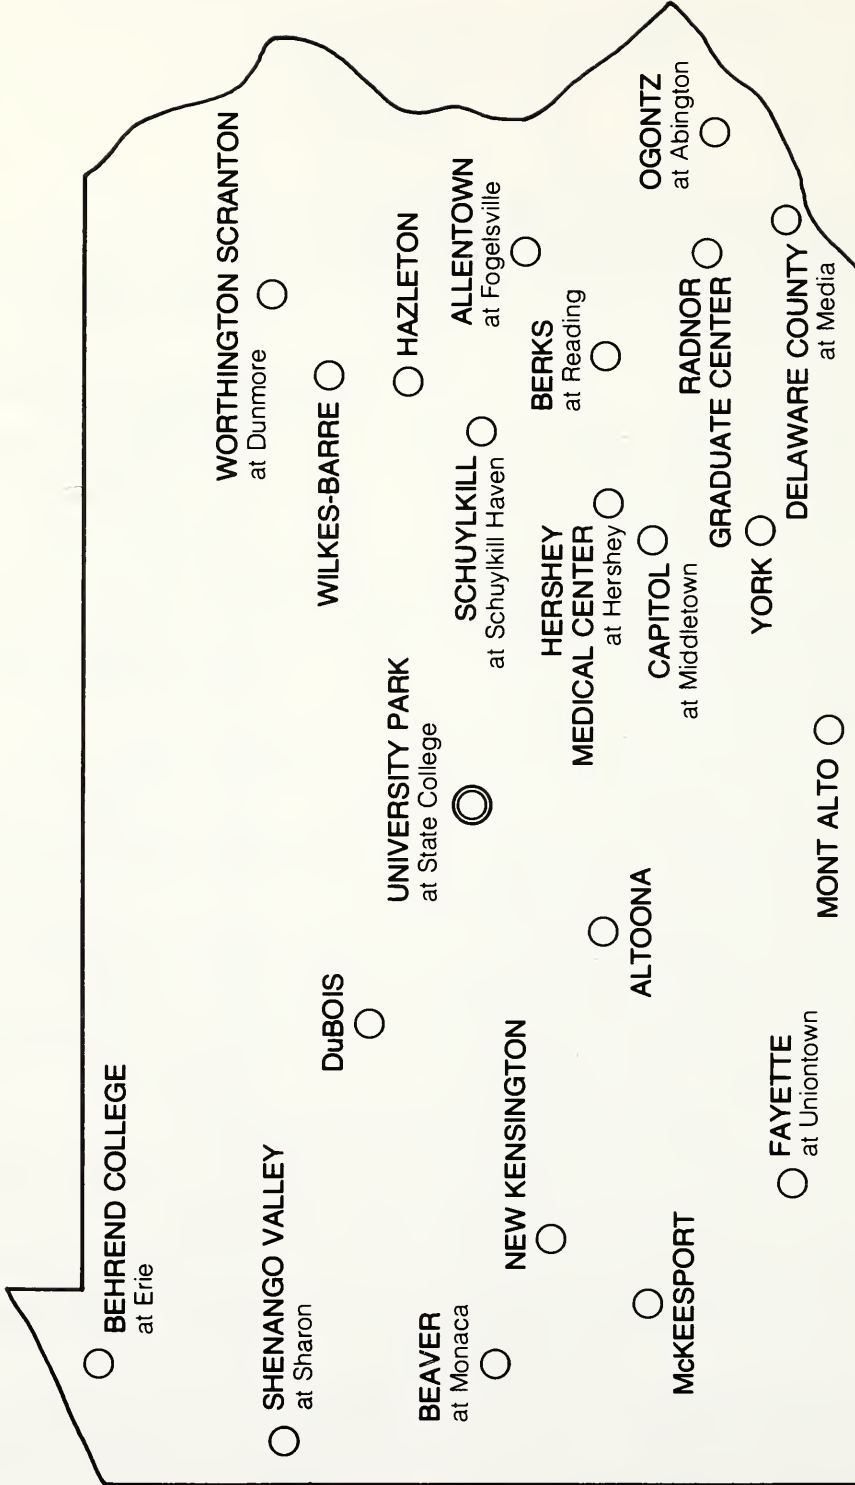 BEHREND COLLEGE
at Erie
SHENANGO VALLEY
at Sharon
DuBOIS
WORTHINGTON SCRANTON
at Dunmore
WILKES-BARRE
HAZLETON
UNIVERSITY PARK
at State College
ALLENTOWN
at Fogelsville
SCHUYLKILL
at Schuylkill Haven
BEAVER
at Monaca
NEW KENSINGTON
BERKS
at Reading
HERSHEY
MEDICAL CENTER
at Hershey
ALTOONA
OGONTZ
at Abington
CAPITOL
at Middletown
McKEESPORT
RADNOR
GRADUATE CENTER
YORK
FAYETTE
at Uniontown
DELAWARE COUNTY
at Media
MONT ALTO